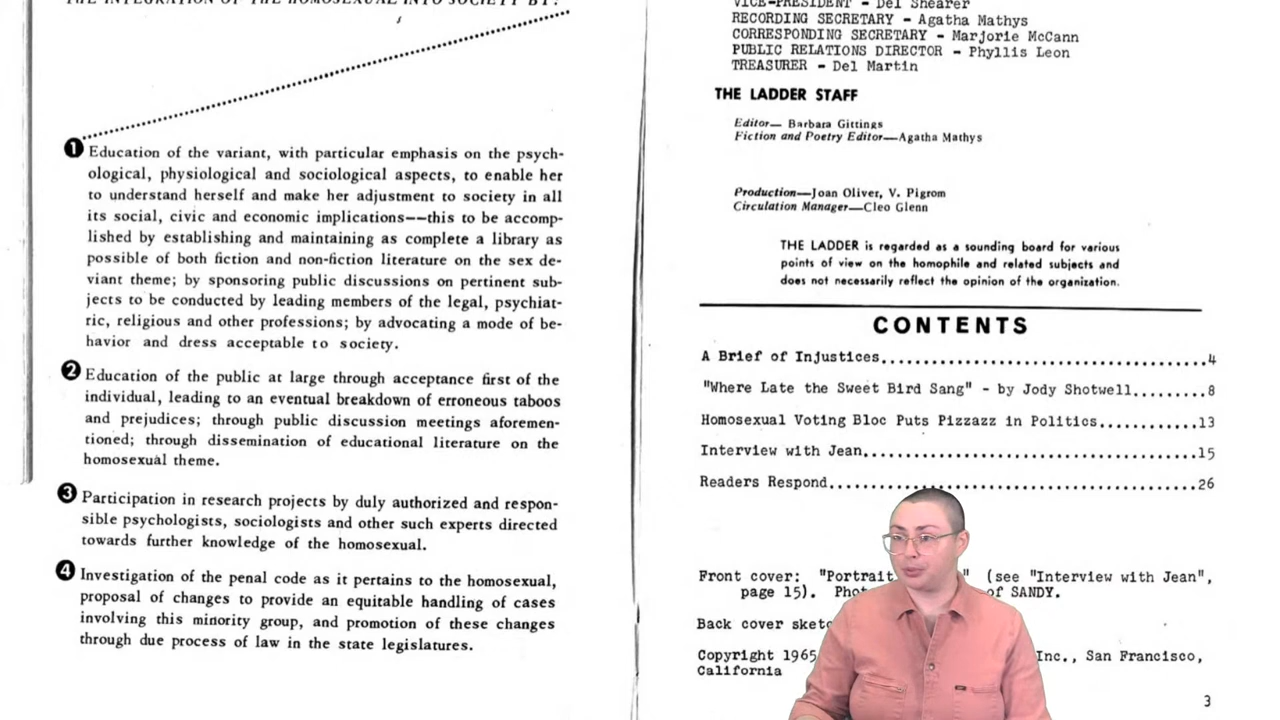 THE INTEGRATION OF THE HOMOSEXUAL INTO SOCIETY BY:
1 Education of the variant, with particular emphasis on the psych-
ological, physiological and sociological aspects, to enable her
to understand herself and make her adjustment to society in all
its social, civic and economic implications--this to be accomp-
lished by establishing and maintaining as complete a library as
possible of both fiction and non-fiction literature on the sex de-
viant theme; by sponsoring public discussions on pertinent sub-
jects to be conducted by leading members of the legal, psychiat-
ric, religious and other professions; by advocating a mode of be-
havior and dress acceptable to society.
2 Education of the public at large through acceptance first of the
individual, leading to an eventual breakdown of erroneous taboos
and prejudices; through public discussion meetings aforemen-
tioned; through dissemination of educational literature on the
homosexual theme.
3 Participation in research projects by duly authorized and respon-
sible psychologists, sociologists and other such experts directed
towards further knowledge of the homosexual.
4 Investigation of the penal code as it pertains to the homosexual,
proposal of changes to provide an equitable handling of cases
involving this minority group, and promotion of these changes
through due process of law in the state legislatures.
VICE-PRESIDENT - Del Shearer
RECORDING SECRETARY - Agatha Mathys
CORRESPONDING SECRETARY - Marjorie McCann
PUBLIC RELATIONS DIRECTOR - Phyllis Leon
TREASURER - Del Martin
THE LADDER STAFF
Editor— Barbara Gittings
Fiction and Poetry Editor—Agatha Mathys
Production—Joan Oliver, V. Pigrom
Circulation Manager—Cleo Glenn
THE LADDER is regarded as a sounding board for various
points of view on the homophile and related subjects and
does not necessarily reflect the opinion of the organization.
CONTENTS
A Brief of Injustices..................................4
"Where Late the Sweet Bird Sang" - by Jody Shotwell.........8
Homosexual Voting Bloc Puts Pizzazz in Politics............13
Interview with Jean........................................15
Readers Respond............................................26
Front cover: "Portrait " (see "Interview with Jean",
page 15). of SANDY.
Back cover
Copyright 1965 Inc., San Francisco,
California
3